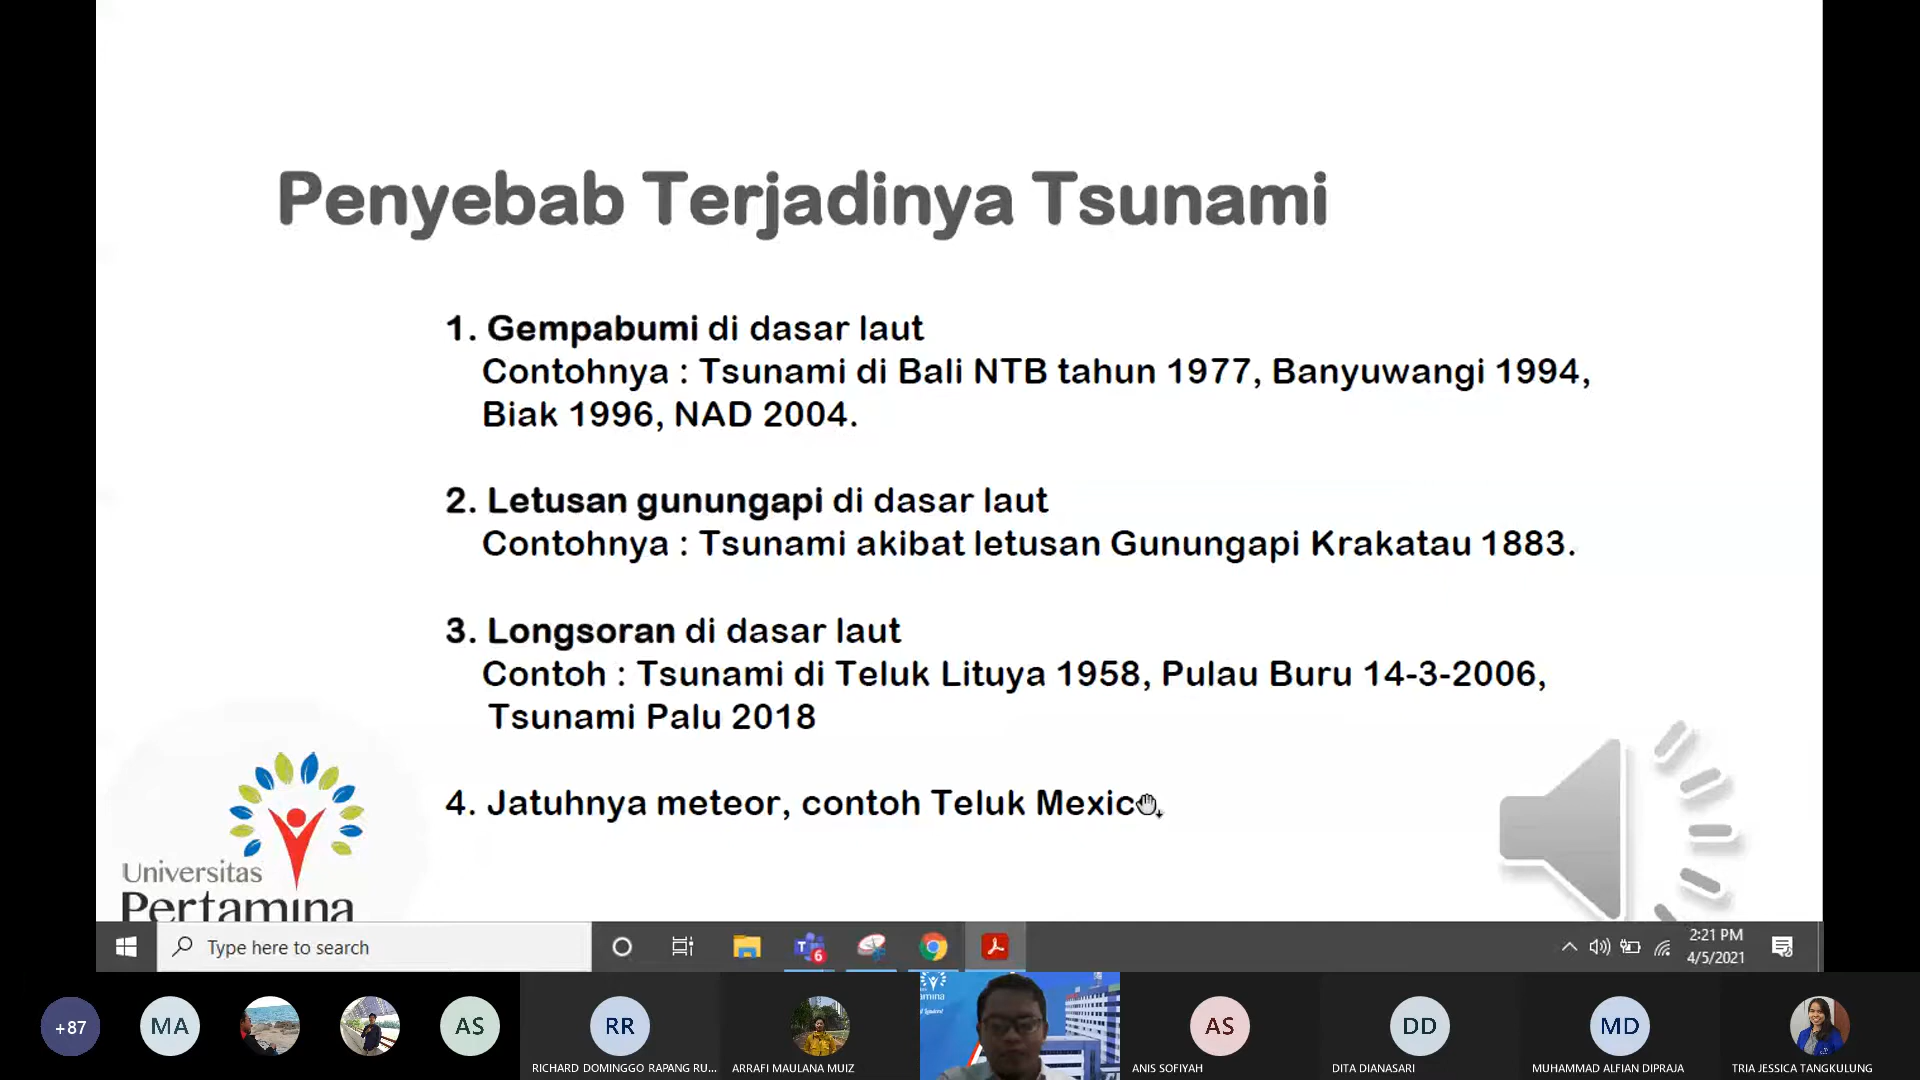 Penyebab Terjadinya Tsunami
1. Gempabumi di dasar laut
Contohnya : Tsunami di Bali NTB tahun 1977, Banyuwangi 1994,
Biak 1996, NAD 2004.
2. Letusan gunungapi di dasar laut
Contohnya : Tsunami akibat letusan Gunungapi Krakatau 1883.
3. Longsoran di dasar laut
Contoh : Tsunami di Teluk Lituya 1958, Pulau Buru 14-3-2006,
Tsunami Palu 2018
4. Jatuhnya meteor, contoh Teluk Mexic
Universitas
Pertamina
Type here to search
6
2:21 PM
4/5/2021
+87
MA
AS
RR
AS
DD
MD
RICHARD DOMINGGO RAPANG RU...
ARRAFI MAULANA MUIZ
ANIS SOFIYAH
DITA DIANASARI
MUHAMMAD ALFIAN DIPRAJA
TRIA JESSICA TANGKULUNG